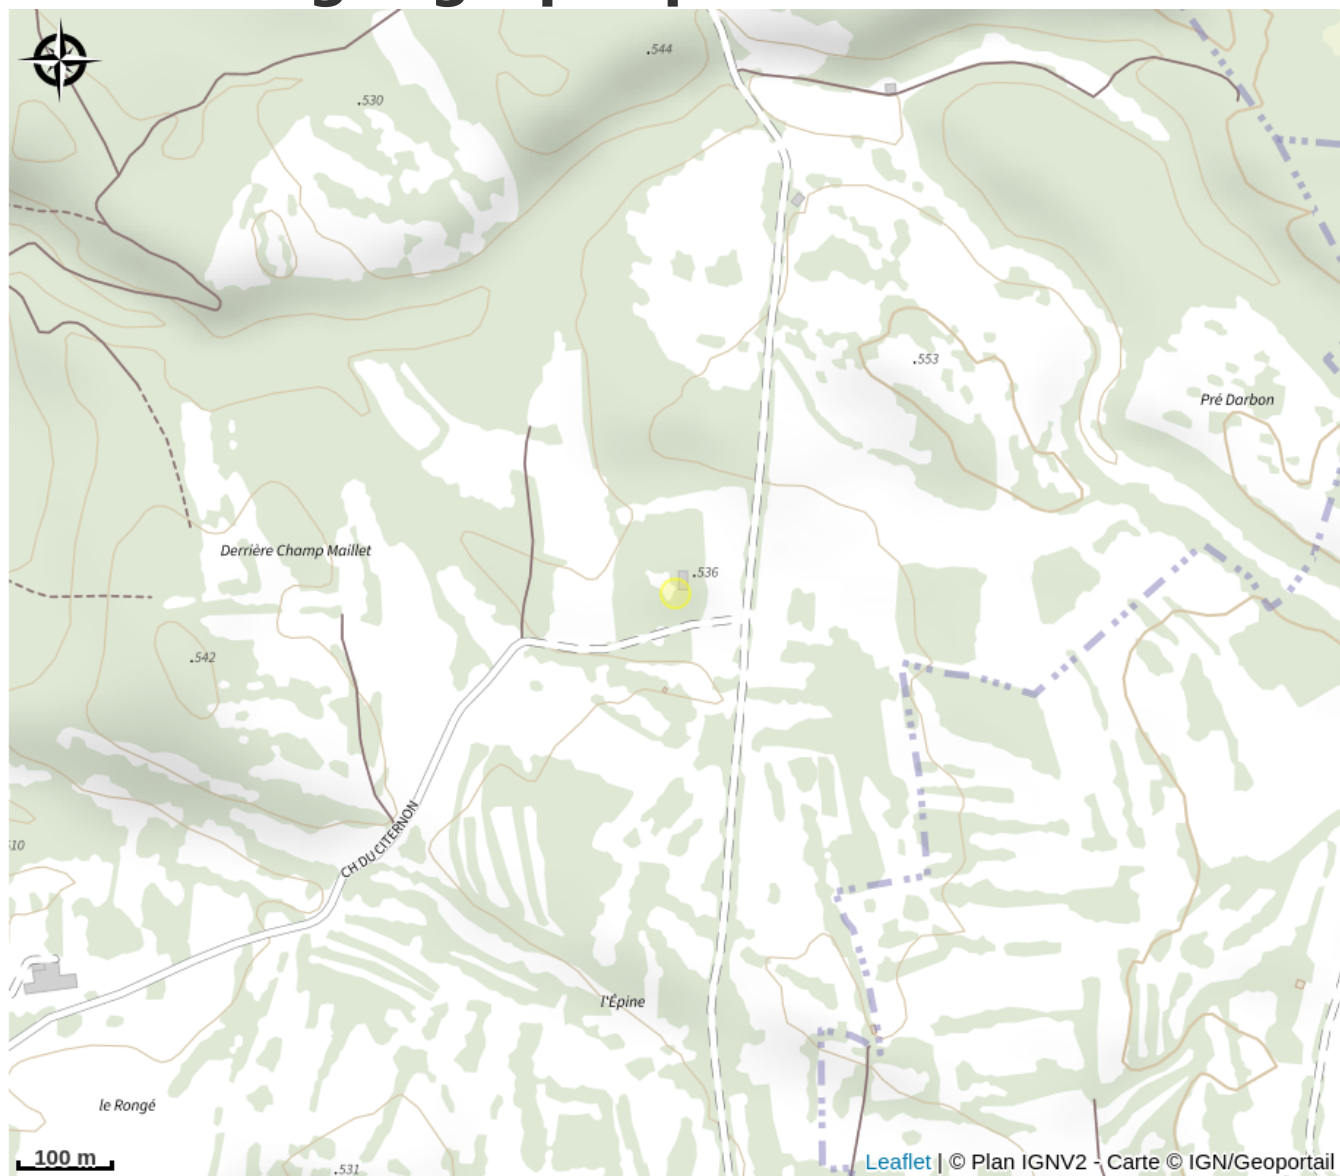 .544
.530
.553
Pré Darbon
Derrière Champ Maillet
.536
.542
CH DU CITERNON
l'Épine
le Rongé
100 m
.531
Leaflet | © Plan IGNV2 - Carte © IGN/Geoportail